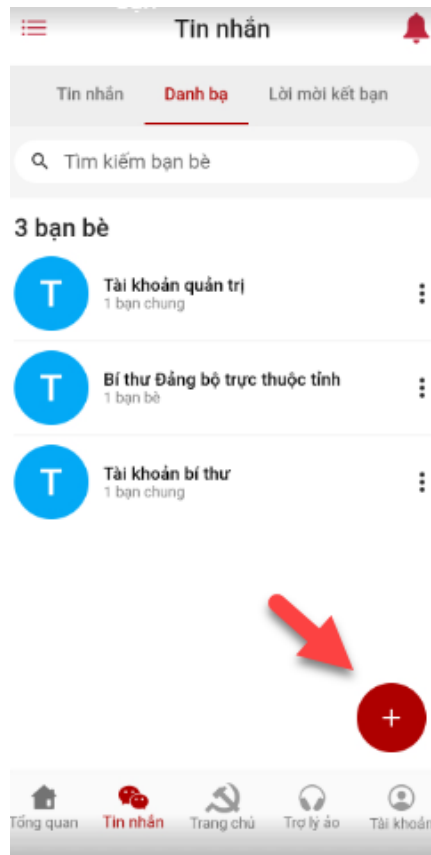 Tin nhắn
Tin nhắn Danh bạ Lời mời kết bạn
Tìm kiếm bạn bè
3 bạn bè
T
Tài khoản quản trị
1 bạn chung
T
Bí thư Đảng bộ trực thuộc tỉnh
1 bạn bè
T
Tài khoản bí thư
1 bạn chung
+
Tổng quan Tin nhắn Trang chủ Trợ lý ảo Tài khoản